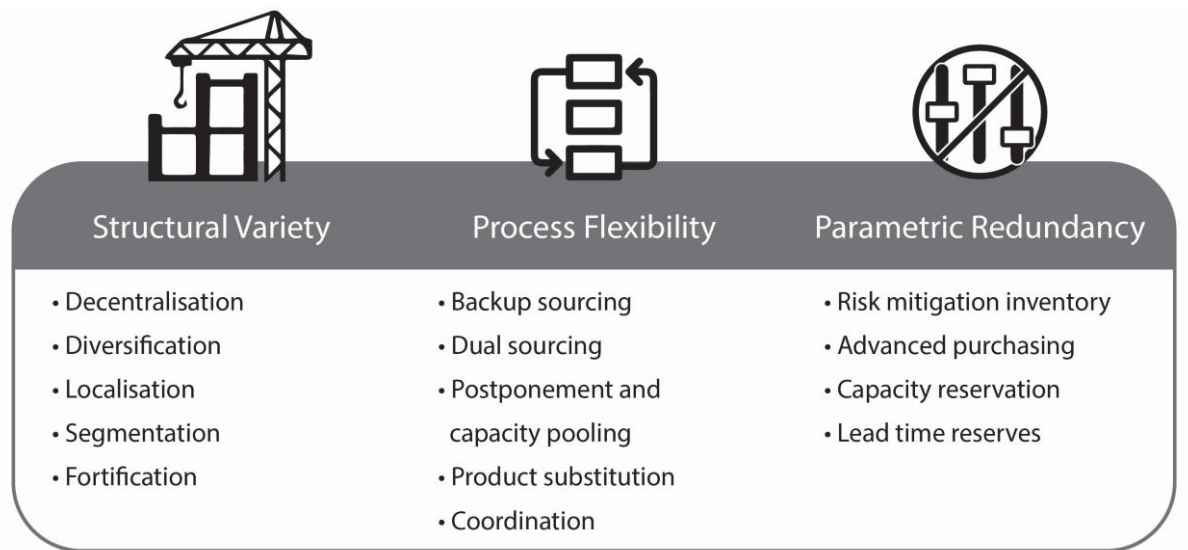 Structural Variety
• Decentralisation
• Diversification
• Localisation
• Segmentation
• Fortification
Process Flexibility
• Backup sourcing
• Dual sourcing
• Postponement and
capacity pooling
• Product substitution
• Coordination
Parametric Redundancy
• Risk mitigation inventory
• Advanced purchasing
• Capacity reservation
• Lead time reserves